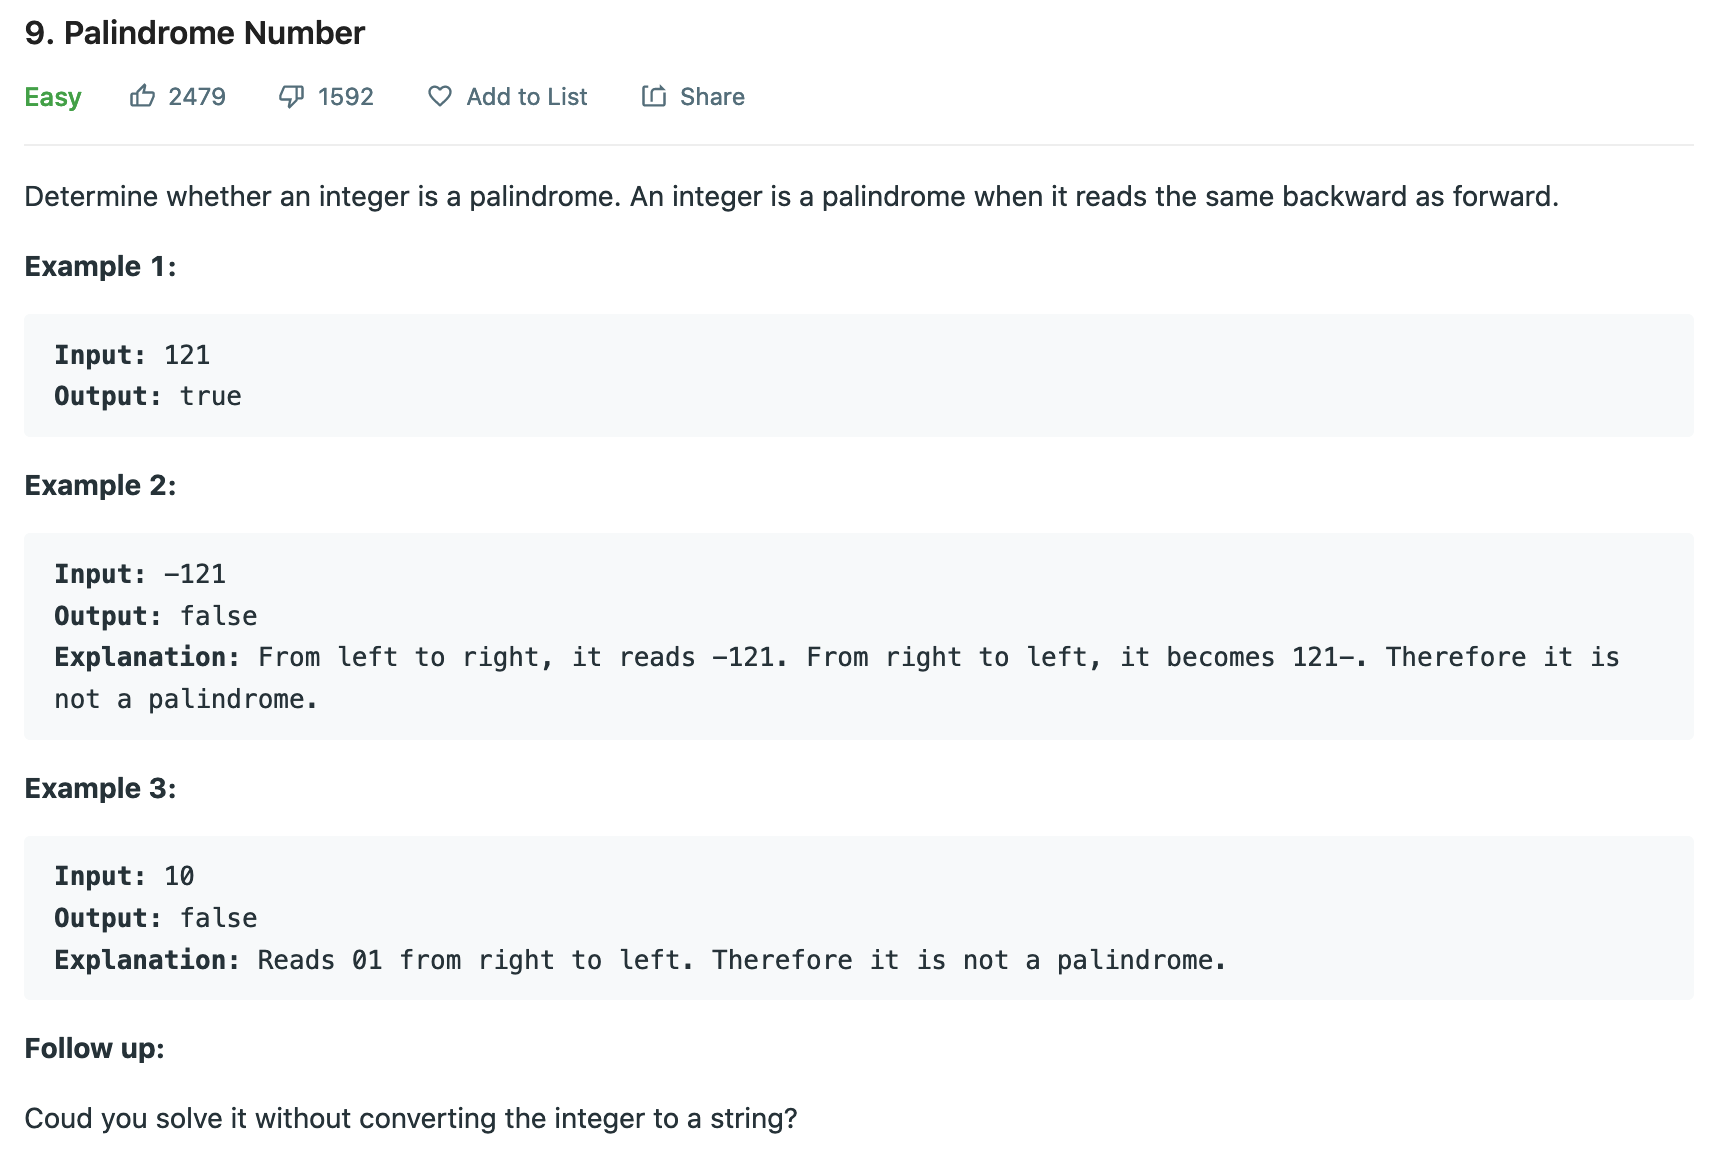 9. Palindrome Number
Easy 2479 1592 Add to List Share
Determine whether an integer is a palindrome. An integer is a palindrome when it reads the same backward as forward.
Example 1:
Input: 121
Output: true
Example 2:
Input: -121
Output: false
Explanation: From left to right, it reads -121. From right to left, it becomes 121-. Therefore it is
not a palindrome.
Example 3:
Input: 10
Output: false
Explanation: Reads 01 from right to left. Therefore it is not a palindrome.
Follow up:
Coud you solve it without converting the integer to a string?